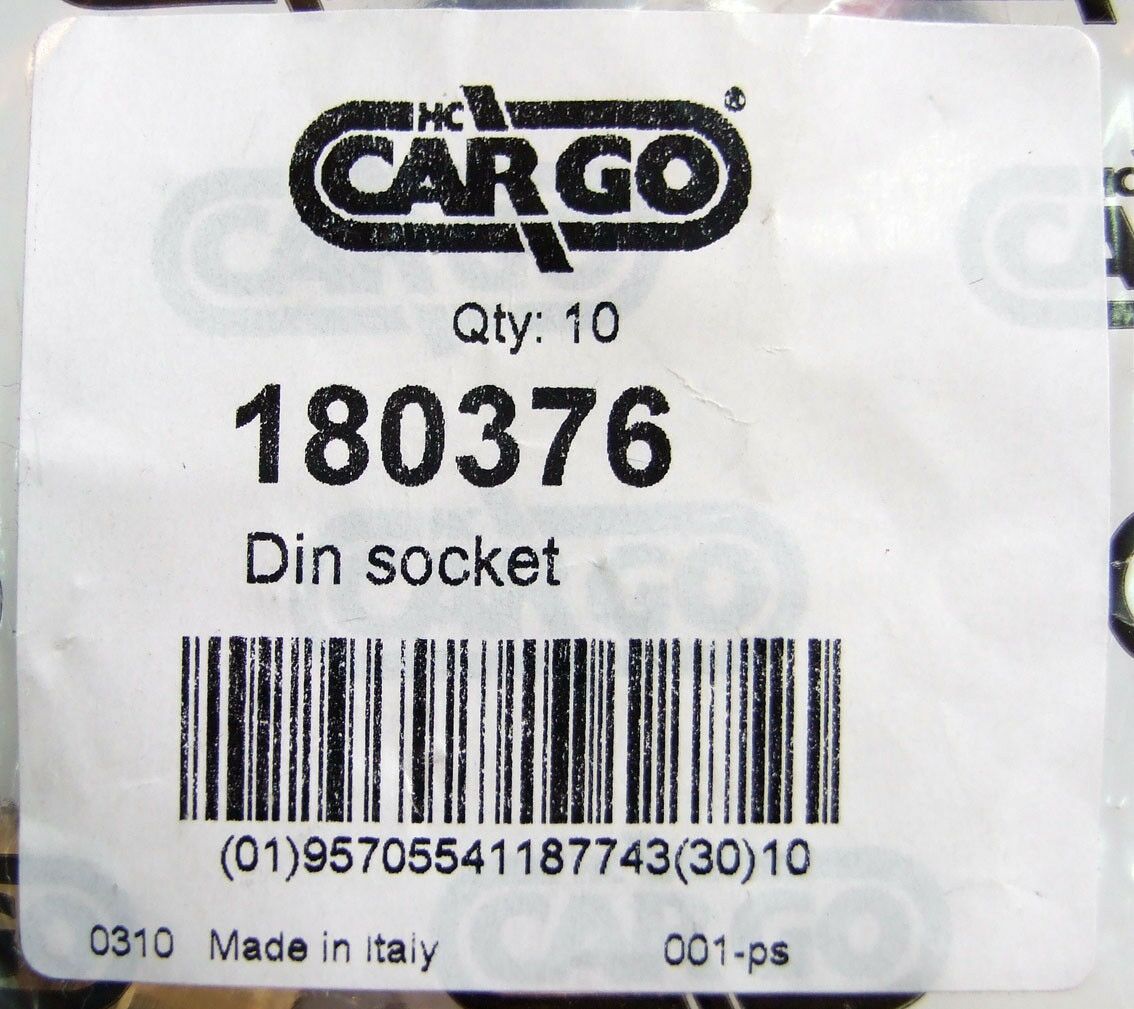 HC
CARGO®
Qty: 10
180376
Din socket
(01)95705541187743(30)10
0310 Made in Italy 001-ps